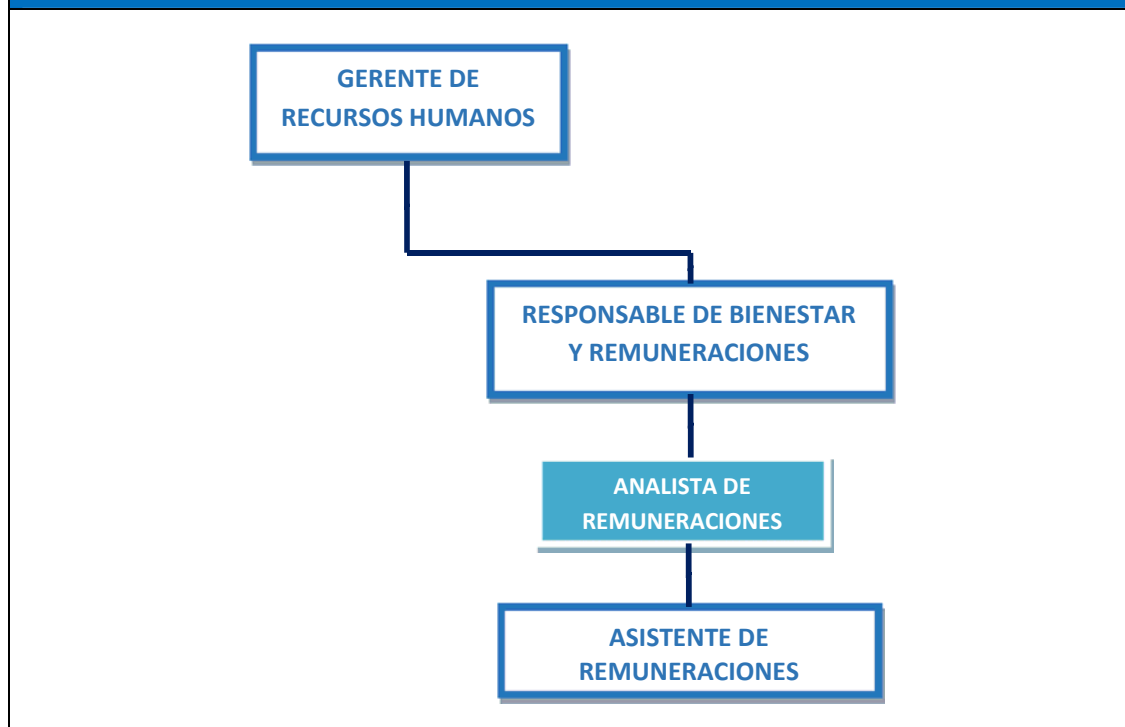 GERENTE DE
RECURSOS HUMANOS
RESPONSABLE DE BIENESTAR
Y REMUNERACIONES
ANALISTA DE
REMUNERACIONES
ASISTENTE DE
REMUNERACIONES